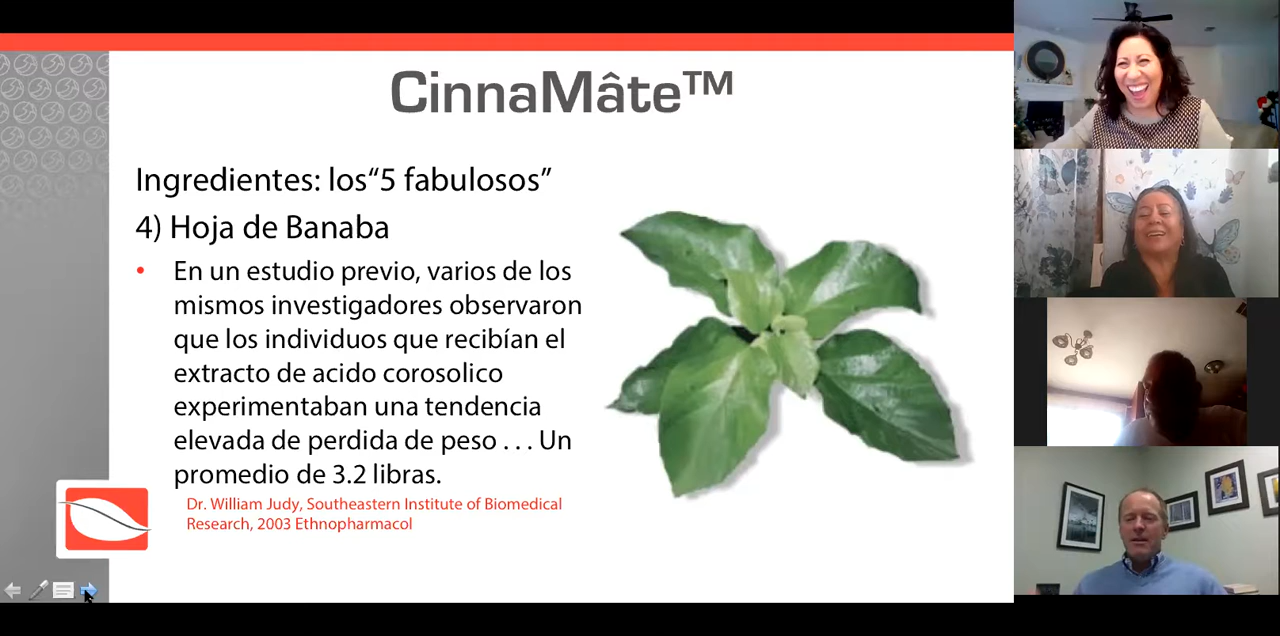 CinnaMâte™
Ingredientes: los“5 fabulosos”
4) Hoja de Banaba
• En un estudio previo, varios de los
mismos investigadores observaron
que los individuos que recibían el
extracto de acido corosolico
experimentaban una tendencia
elevada de perdida de peso . . . Un
promedio de 3.2 libras.
Dr. William Judy, Southeastern Institute of Biomedical
Research, 2003 Ethnopharmacol